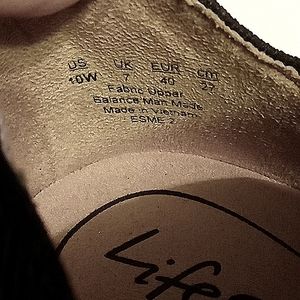 US UK EUR cm
10W 7 40 27
Fabric Upper
Balance Man Made
Made in Vietnam
ESME 2
Life